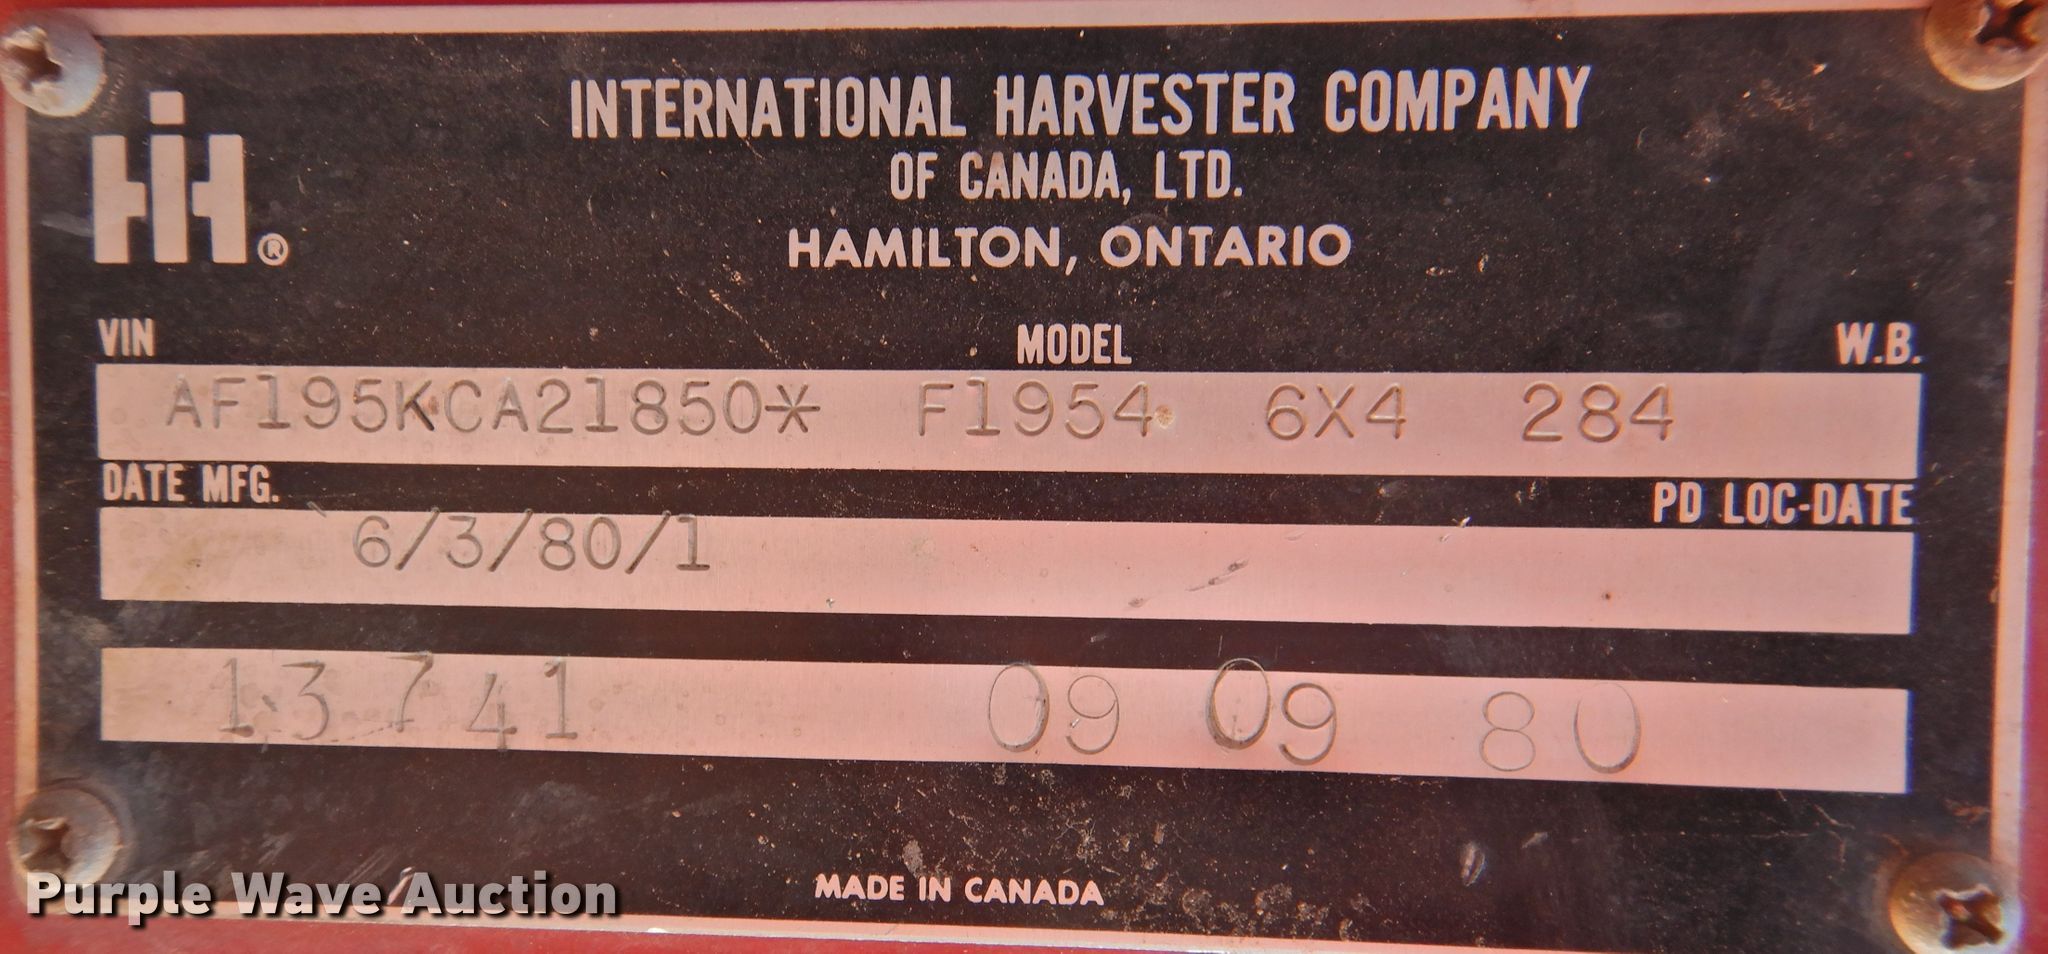 INTERNATIONAL HARVESTER COMPANY
OF CANADA, LTD.
HAMILTON, ONTARIO
IH®
VIN MODEL W.B.
AF195KCA21850* F1954 6X4 284
DATE MFG. PD LOC-DATE
6/3/80/1
13741 09 09 80
MADE IN CANADA
Purple Wave Auction